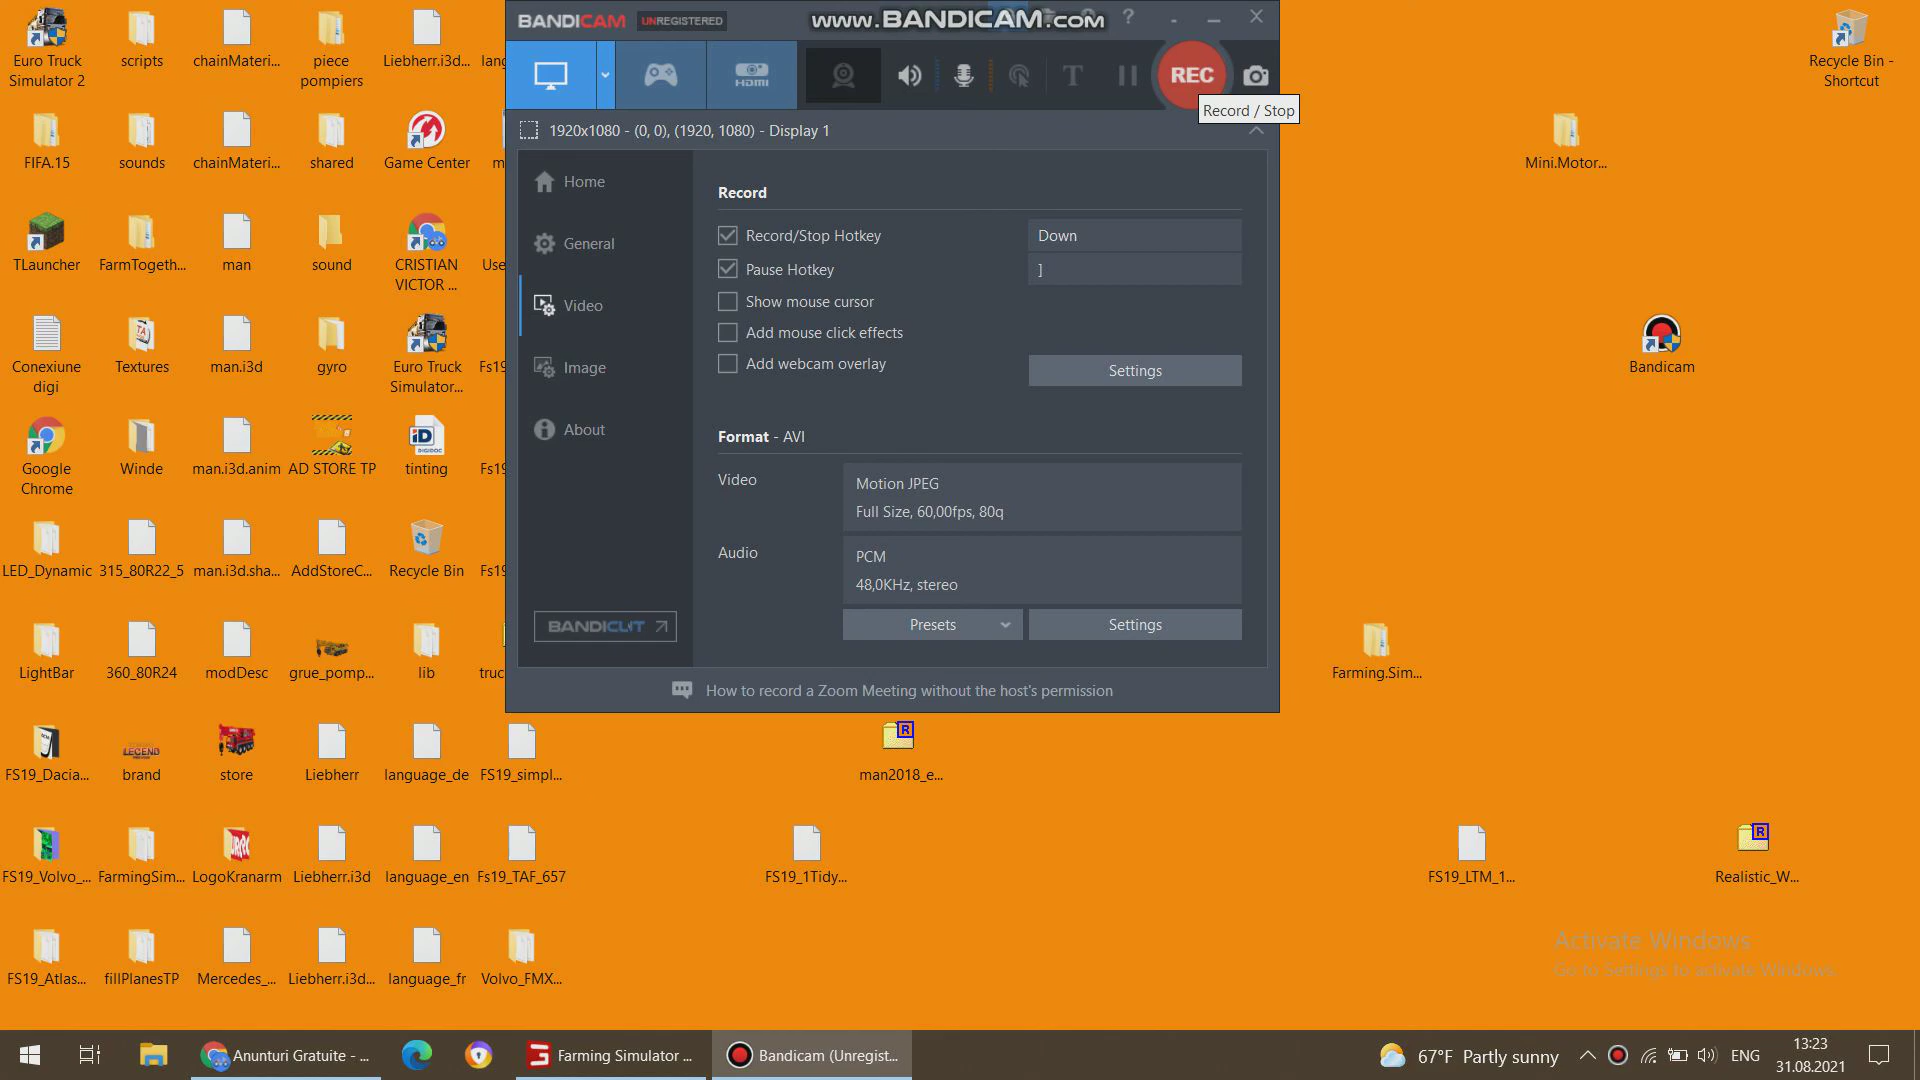 Euro Truck Simulator 2
scripts
chainMateri...
piece pompiers
Liebherr.i3d...
FIFA.15
sounds
chainMateri...
shared
Game Center
TLauncher
FarmTogeth...
man
sound
CRISTIAN VICTOR ...
Conexiune digi
Textures
man.i3d
gyro
Euro Truck Simulator...
Google Chrome
Winde
man.i3d.anim
AD STORE TP
tinting
LED_Dynamic
315_80R22_5
man.i3d.sha...
AddStoreC...
Recycle Bin
LightBar
360_80R24
modDesc
grue_pomp...
lib
FS19_Dacia...
brand
store
Liebherr
language_de
FS19_simpl...
FS19_Volvo_...
FarmingSim...
LogoKranarm
Liebherr.i3d
language_en
Fs19_TAF_657
FS19_Atlas...
fillPlanesTP
Mercedes_...
Liebherr.i3d...
language_fr
Volvo_FMX...
BANDICAM UNREGISTERED
www.BANDICAM.com
HDMI
REC
Record / Stop
1920x1080 - (0, 0), (1920, 1080) - Display 1
Home
General
Video
Image
About
BANDICUT
Record
Record/Stop Hotkey
Down
Pause Hotkey
]
Show mouse cursor
Add mouse click effects
Add webcam overlay
Settings
Format - AVI
Video
Motion JPEG
Full Size, 60,00fps, 80q
Audio
PCM
48,0KHz, stereo
Presets
Settings
How to record a Zoom Meeting without the host's permission
Recycle Bin - Shortcut
Mini.Motor...
Bandicam
Farming.Sim...
man2018_e...
FS19_1Tidy...
FS19_LTM_1...
Realistic_W...
Activate Windows
Go to Settings to activate Windows.
Anunturi Gratuite - ...
Farming Simulator ...
Bandicam (Unregist...
67°F Partly sunny
ENG
13:23
31.08.2021